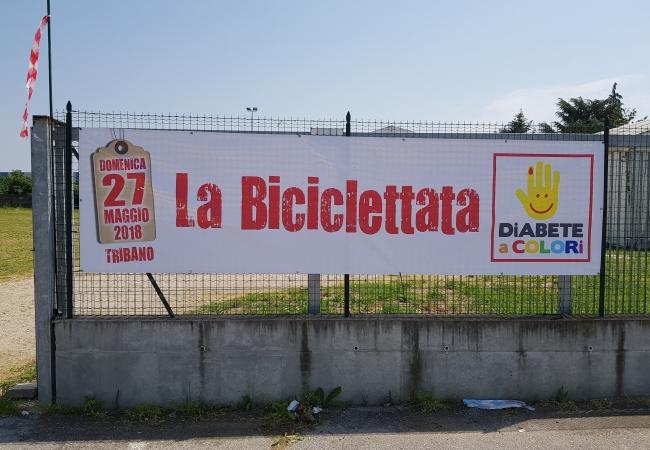 DOMENICA
27
MAGGIO
2018
TRIBANO
La Biciclettata
DiABETE
a COLORi